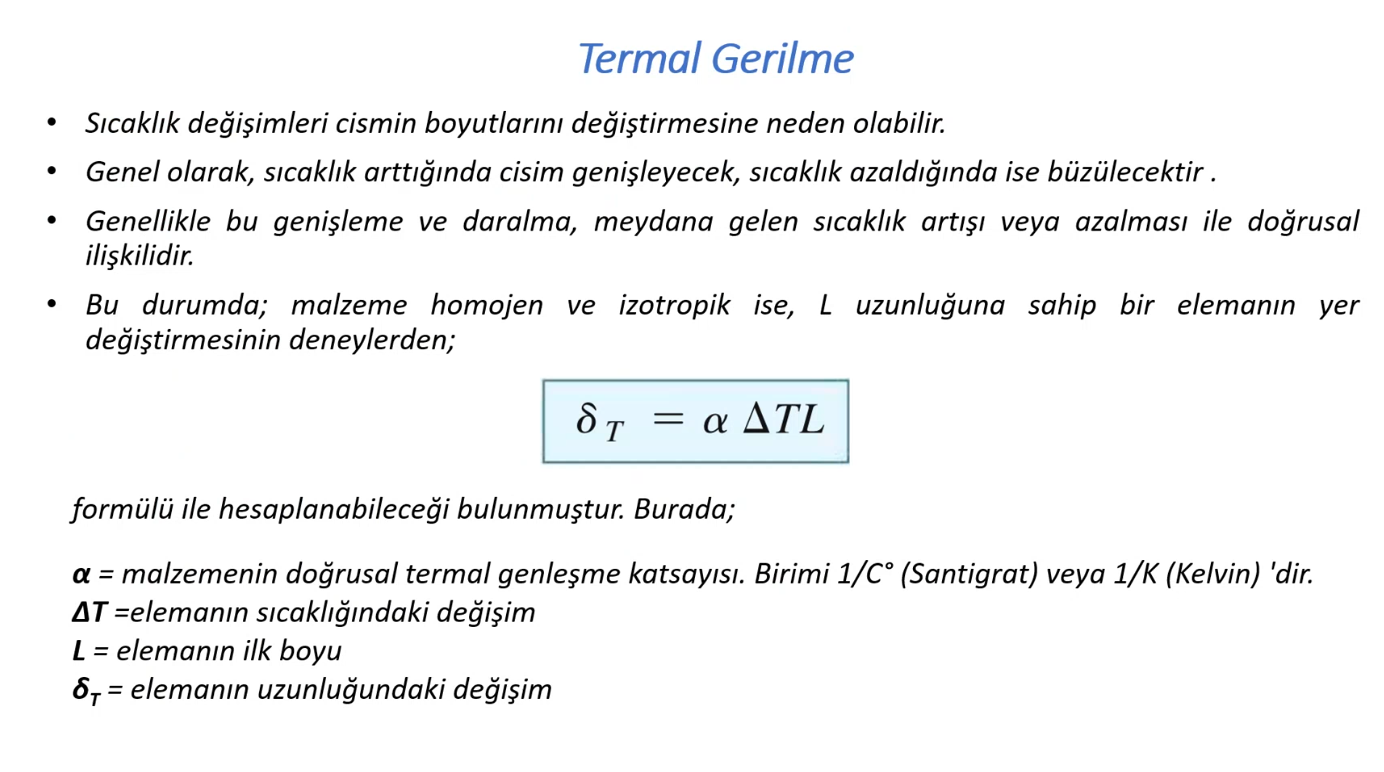 Termal Gerilme
• Sıcaklık değişimleri cismin boyutlarını değiştirmesine neden olabilir.
• Genel olarak, sıcaklık arttığında cisim genişleyecek, sıcaklık azaldığında ise büzülecektir .
• Genellikle bu genişleme ve daralma, meydana gelen sıcaklık artışı veya azalması ile doğrusal
ilişkilidir.
• Bu durumda; malzeme homojen ve izotropik ise, L uzunluğuna sahip bir elemanın yer
değiştirmesinin deneylerden;
δ_T = α ΔTL
formülü ile hesaplanabileceği bulunmuştur. Burada;
α = malzemenin doğrusal termal genleşme katsayısı. Birimi 1/C° (Santigrat) veya 1/K (Kelvin) 'dir.
ΔT =elemanın sıcaklığındaki değişim
L = elemanın ilk boyu
δ_T = elemanın uzunluğundaki değişim